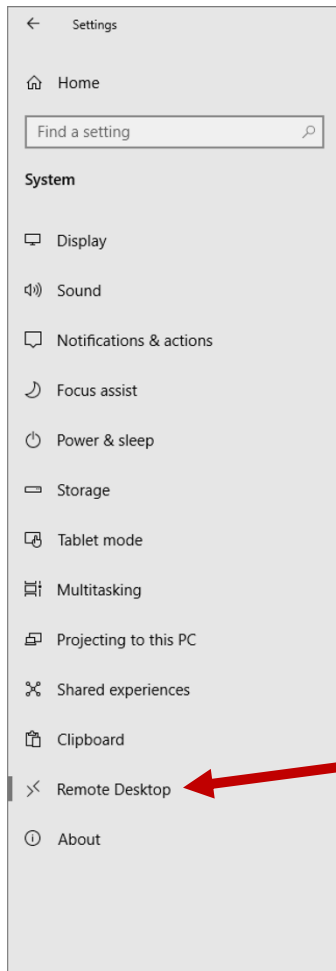 Settings
Home
Find a setting
System
Display
Sound
Notifications & actions
Focus assist
Power & sleep
Storage
Tablet mode
Multitasking
Projecting to this PC
Shared experiences
Clipboard
Remote Desktop
About